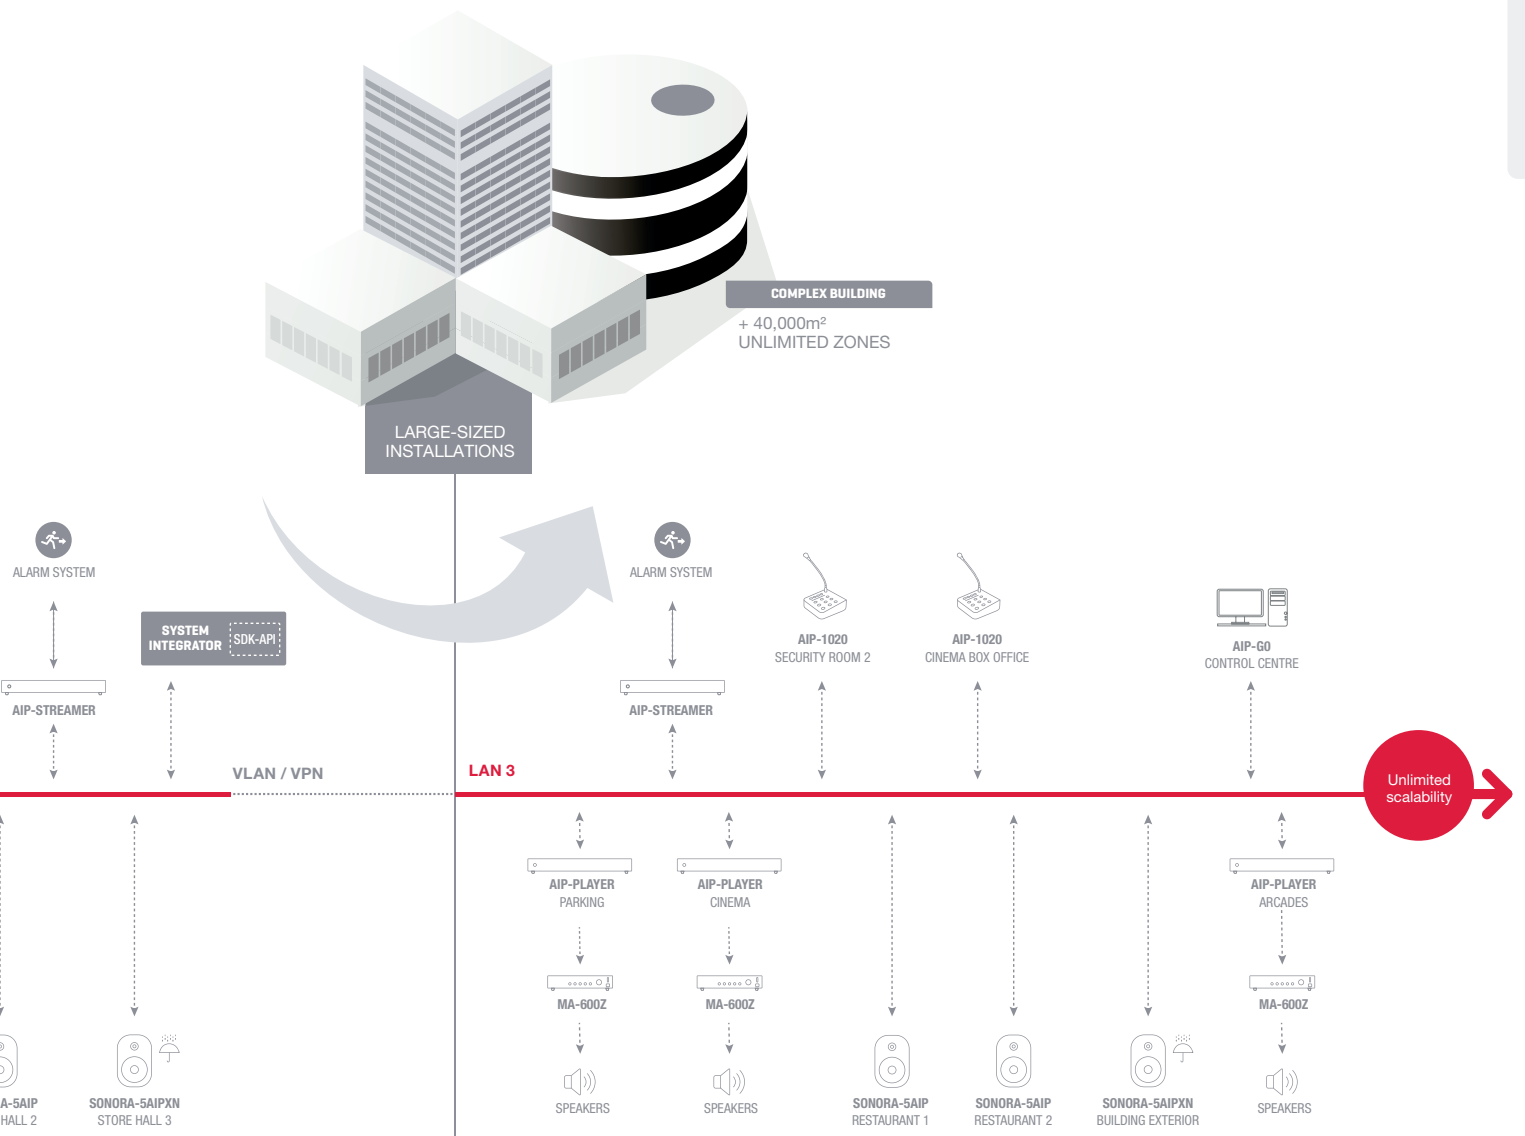 COMPLEX BUILDING
+ 40,000m²
UNLIMITED ZONES
LARGE-SIZED
INSTALLATIONS
ALARM SYSTEM
SYSTEM
INTEGRATOR
SDK-API
AIP-STREAMER
VLAN / VPN
ALARM SYSTEM
AIP-STREAMER
AIP-1020
SECURITY ROOM 2
AIP-1020
CINEMA BOX OFFICE
AIP-GO
CONTROL CENTRE
LAN 3
Unlimited
scalability
AIP-PLAYER
PARKING
MA-600Z
SPEAKERS
AIP-PLAYER
CINEMA
MA-600Z
SPEAKERS
AIP-PLAYER
ARCADES
MA-600Z
SPEAKERS
A-5AIP
HALL 2
SONORA-5AIPXN
STORE HALL 3
SONORA-5AIP
RESTAURANT 1
SONORA-5AIP
RESTAURANT 2
SONORA-5AIPXN
BUILDING EXTERIOR